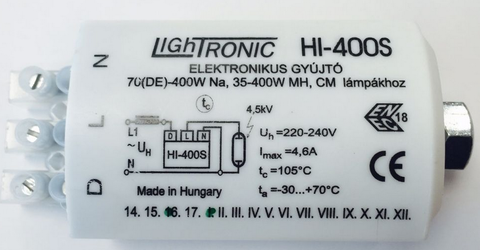 LIGHTRONIC HI-400S
ELEKTRONIKUS GYÚJTÓ
70(DE)-400W Na, 35-400W MH, CM lámpákhoz
N
L
D
tc
4,5kV
L1
D L N
~ UH
HI-400S
N
Uh =220-240V
Imax =4,6A
tc =105°C
ta =-30...+70°C
18
CE
Made in Hungary
14. 15. 16. 17. I. II. III. IV. V. VI. VII. VIII. IX. X. XI. XII.